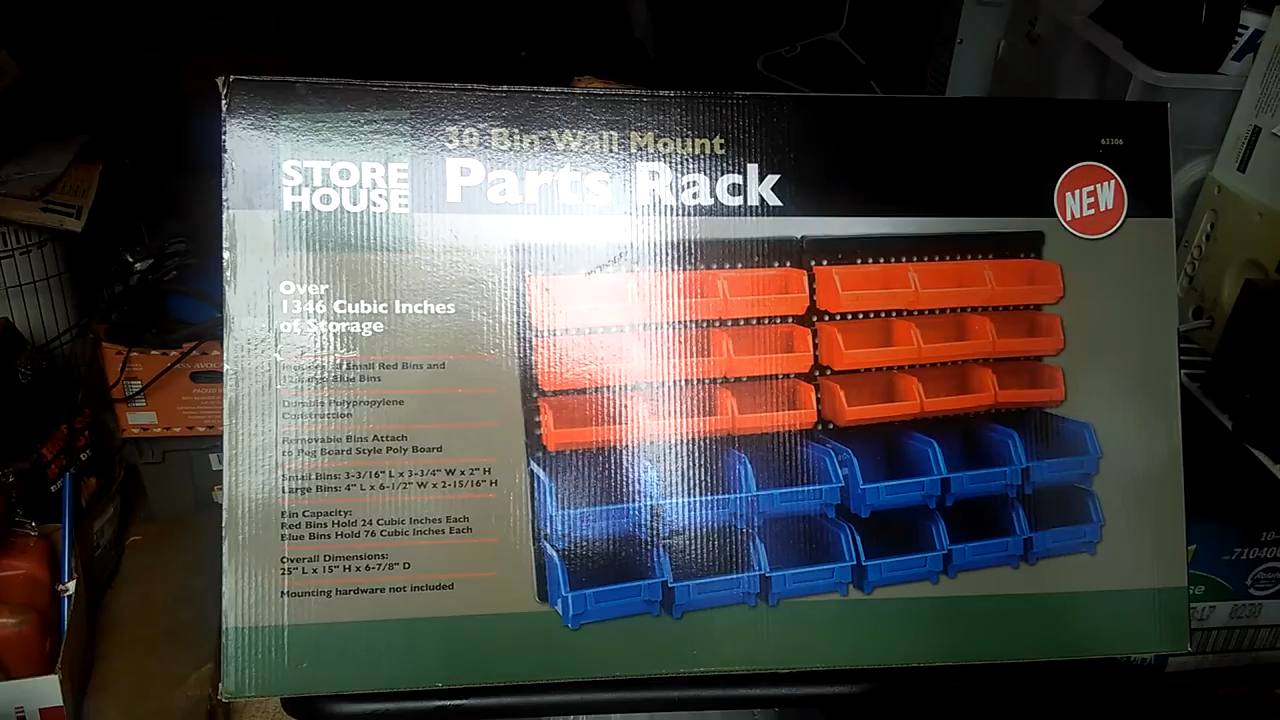 30 Bin Wall Mount
63306
STORE
HOUSE
Parts Rack
NEW
Over
1346 Cubic Inches
of Storage
Small Red Bins and
Blue Bins
Durable Polypropylene
Construction
Removable Bins Attach
to Peg Board Style Poly Board
Small Bins: 3-3/16" L x 3-3/4" W x 2" H
Large Bins: 4" L x 6-1/2" W x 2-15/16" H
Bin Capacity:
Red Bins Hold 24 Cubic Inches Each
Blue Bins Hold 76 Cubic Inches Each
Overall Dimensions:
25" L x 15" H x 6-7/8" D
Mounting hardware not included